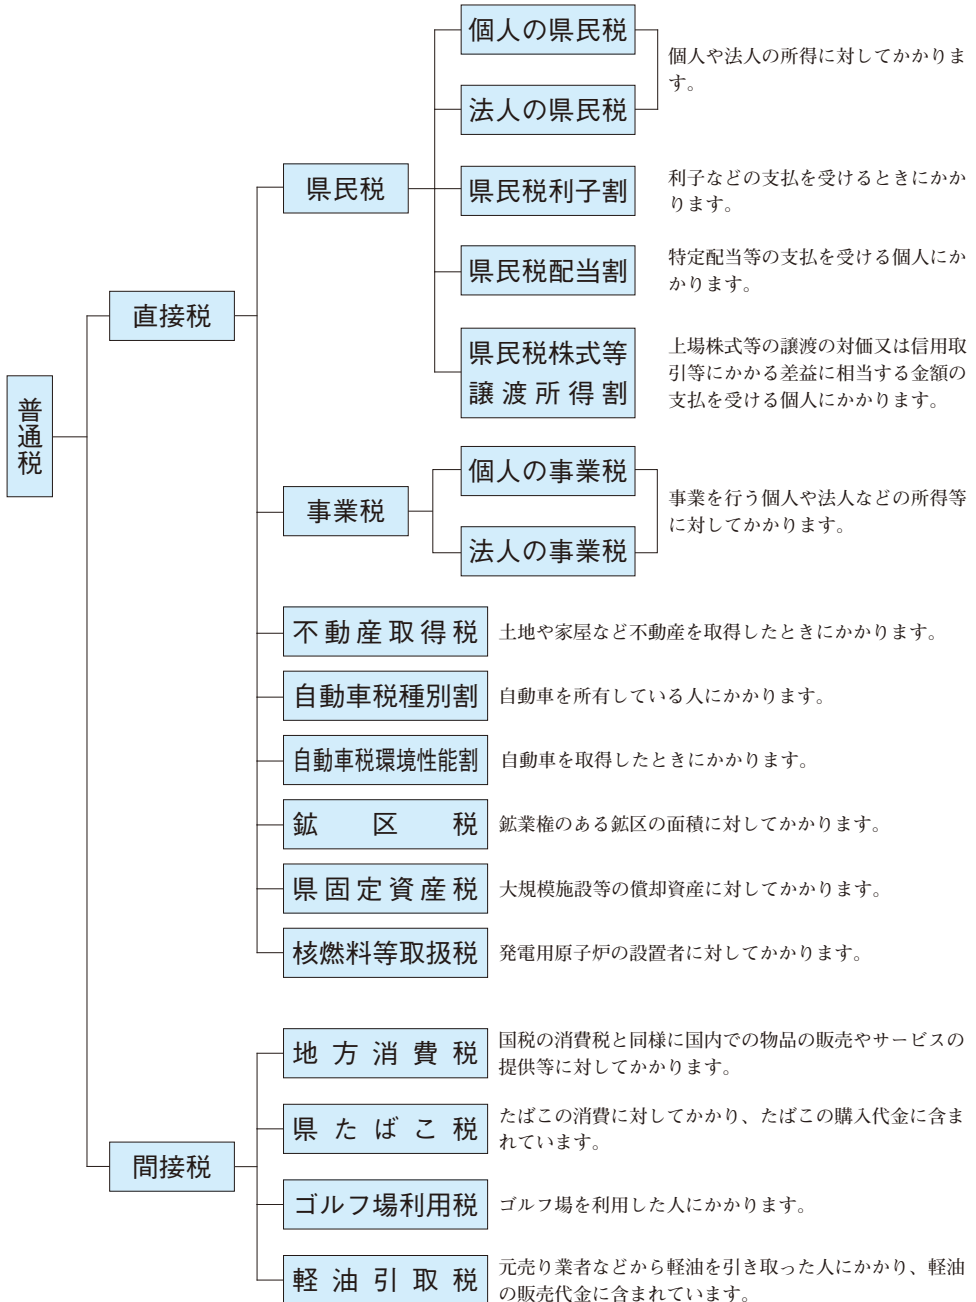 普通税
直接税
県民税
個人の県民税
法人の県民税
個人や法人の所得に対してかかりま
す。
県民税利子割
利子などの支払を受けるときにかか
ります。
県民税配当割
特定配当等の支払を受ける個人にか
かります。
県民税株式等
譲渡所得割
上場株式等の譲渡の対価又は信用取
引等にかかる差益に相当する金額の
支払を受ける個人にかかります。
事業税
個人の事業税
法人の事業税
事業を行う個人や法人などの所得等
に対してかかります。
不動産取得税
土地や家屋など不動産を取得したときにかかります。
自動車税種別割
自動車を所有している人にかかります。
自動車税環境性能割
自動車を取得したときにかかります。
鉱区税
鉱業権のある鉱区の面積に対してかかります。
県固定資産税
大規模施設等の償却資産に対してかかります。
核燃料等取扱税
発電用原子炉の設置者に対してかかります。
間接税
地方消費税
国税の消費税と同様に国内での物品の販売やサービスの
提供等に対してかかります。
県たばこ税
たばこの消費に対してかかり、たばこの購入代金に含ま
れています。
ゴルフ場利用税
ゴルフ場を利用した人にかかります。
軽油引取税
元売り業者などから軽油を引き取った人にかかり、軽油
の販売代金に含まれています。